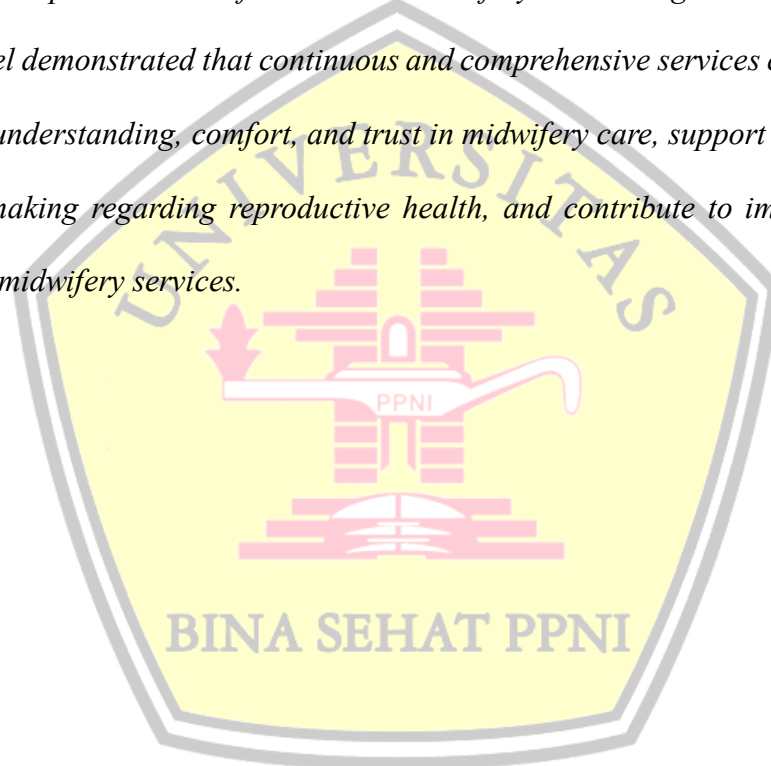 el demonstrated that continuous and comprehensive services
understanding, comfort, and trust in midwifery care, support
making regarding reproductive health, and contribute to im
midwifery services.
UNIVERSITAS
PPNI
BINA SEHAT PPNI